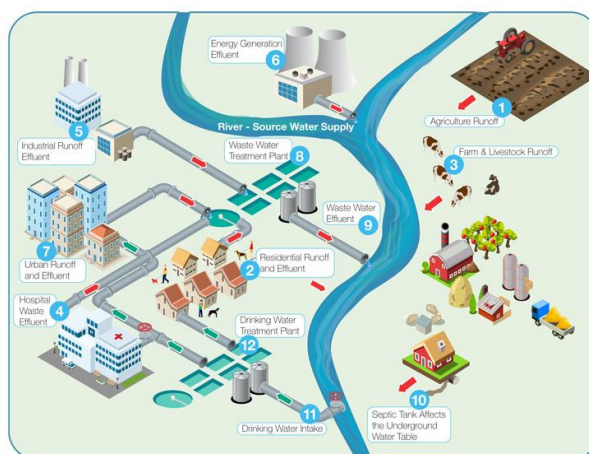 Energy Generation
Effluent
6
1
Agriculture Runoff
River - Source Water Supply
5
Industrial Runoff
Effluent
Waste Water
Treatment Plant
8
Farm & Livestock Runoff
3
Waste Water
Effluent
9
7
Urban Runoff
and Effluent
2
Residential Runoff
and Effluent
Hospital
Waste
Effluent
4
Drinking Water
Treatment Plant
12
11
Drinking Water Intake
10
Septic Tank Affects
the Underground
Water Table